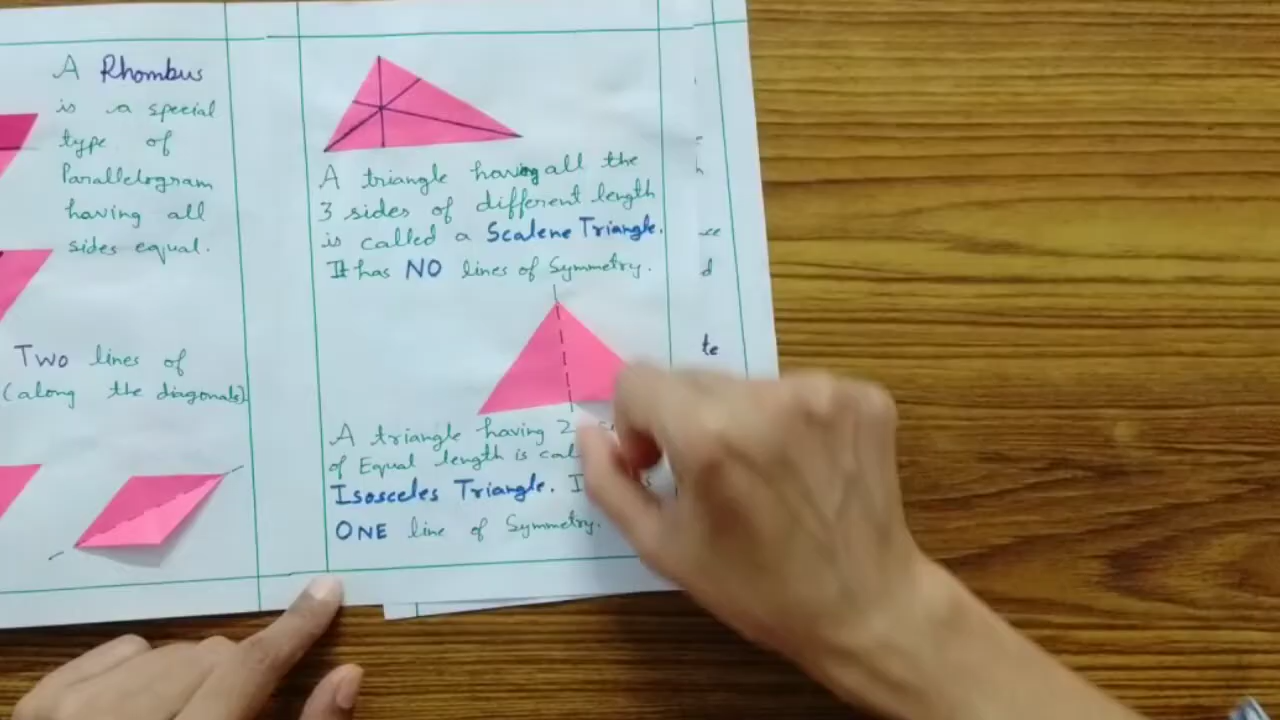 A Rhombus
is a special
type of
Parallelogram
having all
sides equal.
Two lines of
(along the diagonals)
A triangle having all the
3 sides of different length
is called a Scalene Triangle.
It has NO lines of Symmetry.
A triangle having 2
of Equal length is
Isosceles Triangle.
ONE line of Symmetry.
te